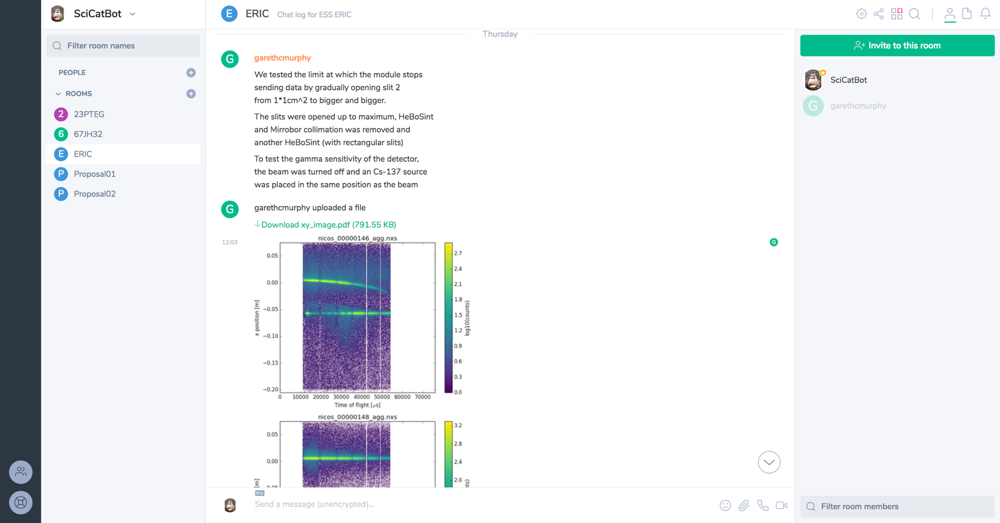 SciCatBot
Filter room names
PEOPLE
ROOMS
2 23PTEG
6 67JH32
E ERIC
P Proposal01
P Proposal02
E ERIC Chat log for ESS ERIC
Thursday
G garethcmurphy
We tested the limit at which the module stops
sending data by gradually opening slit 2
from 1*1cm^2 to bigger and bigger.
The slits were opened up to maximum, HeBoSint
and Mirrobor collimation was removed and
another HeBoSint (with rectangular slits)
To test the gamma sensitivity of the detector,
the beam was turned off and an Cs-137 source
was placed in the same position as the beam
G garethcmurphy uploaded a file
Download xy_image.pdf (791.55 KB)
12:03
G
nicos_00000146_agg.nxs
0.05
0.00
−0.05
−0.10
−0.15
−0.20
x position [m]
0 10000 20000 30000 40000 50000 60000 70000
Time of flight [μs]
2.7
2.4
2.1
1.8
1.5
1.2
0.9
0.6
0.3
0.0
log10(counts)
nicos_00000148_agg.nxs
0.05
0.00
[m]
3.2
2.8
2.4
2.0
M↓
Send a message (unencrypted)...
Invite to this room
SciCatBot
G garethcmurphy
Filter room members